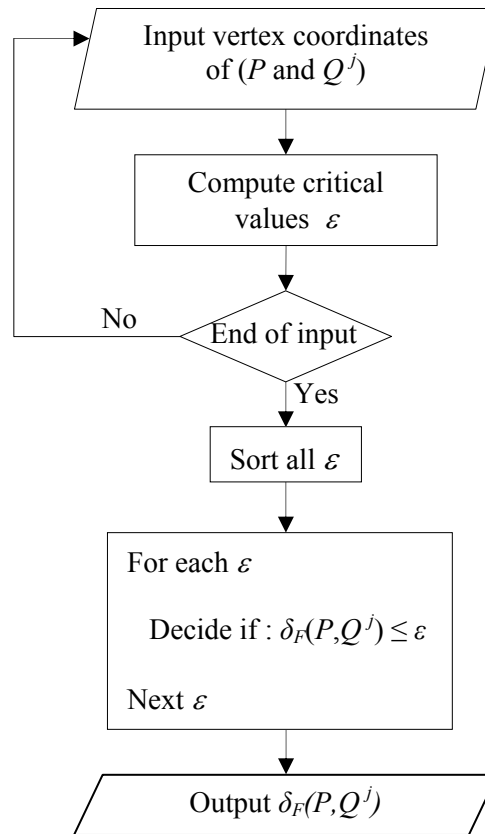 Input vertex coordinates
of (P and Q^j)
Compute critical
values ε
No
End of input
Yes
Sort all ε
For each ε
Decide if : δ_F(P,Q^j) ≤ ε
Next ε
Output δ_F(P,Q^j)